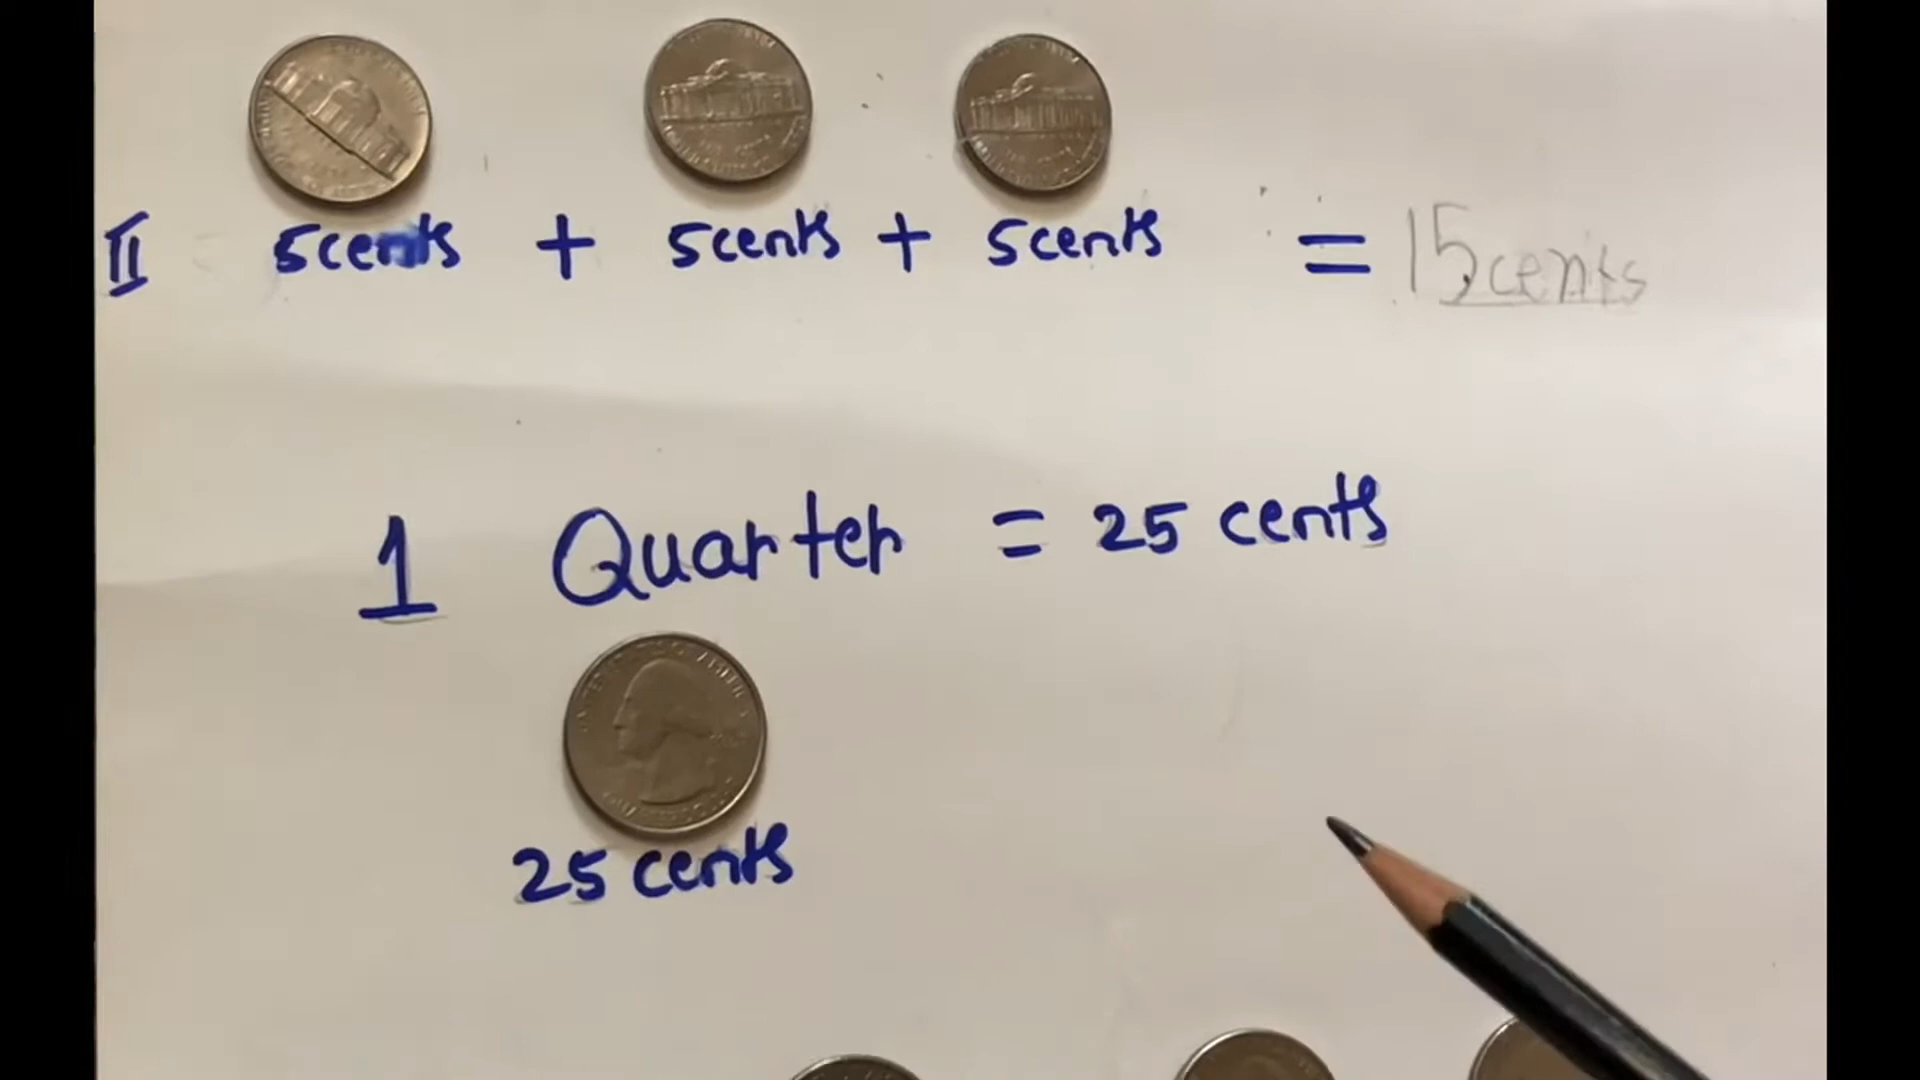 II 5cents + 5cents + 5cents = 15cents
1 Quarter = 25 cents
25 cents